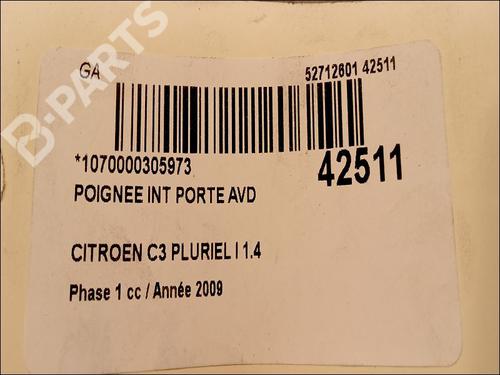 GA 52712601 42511
B-PARTS
*1070000305973 42511
POIGNEE INT PORTE AVD
CITROEN C3 PLURIEL I 1.4
Phase 1 cc / Année 2009